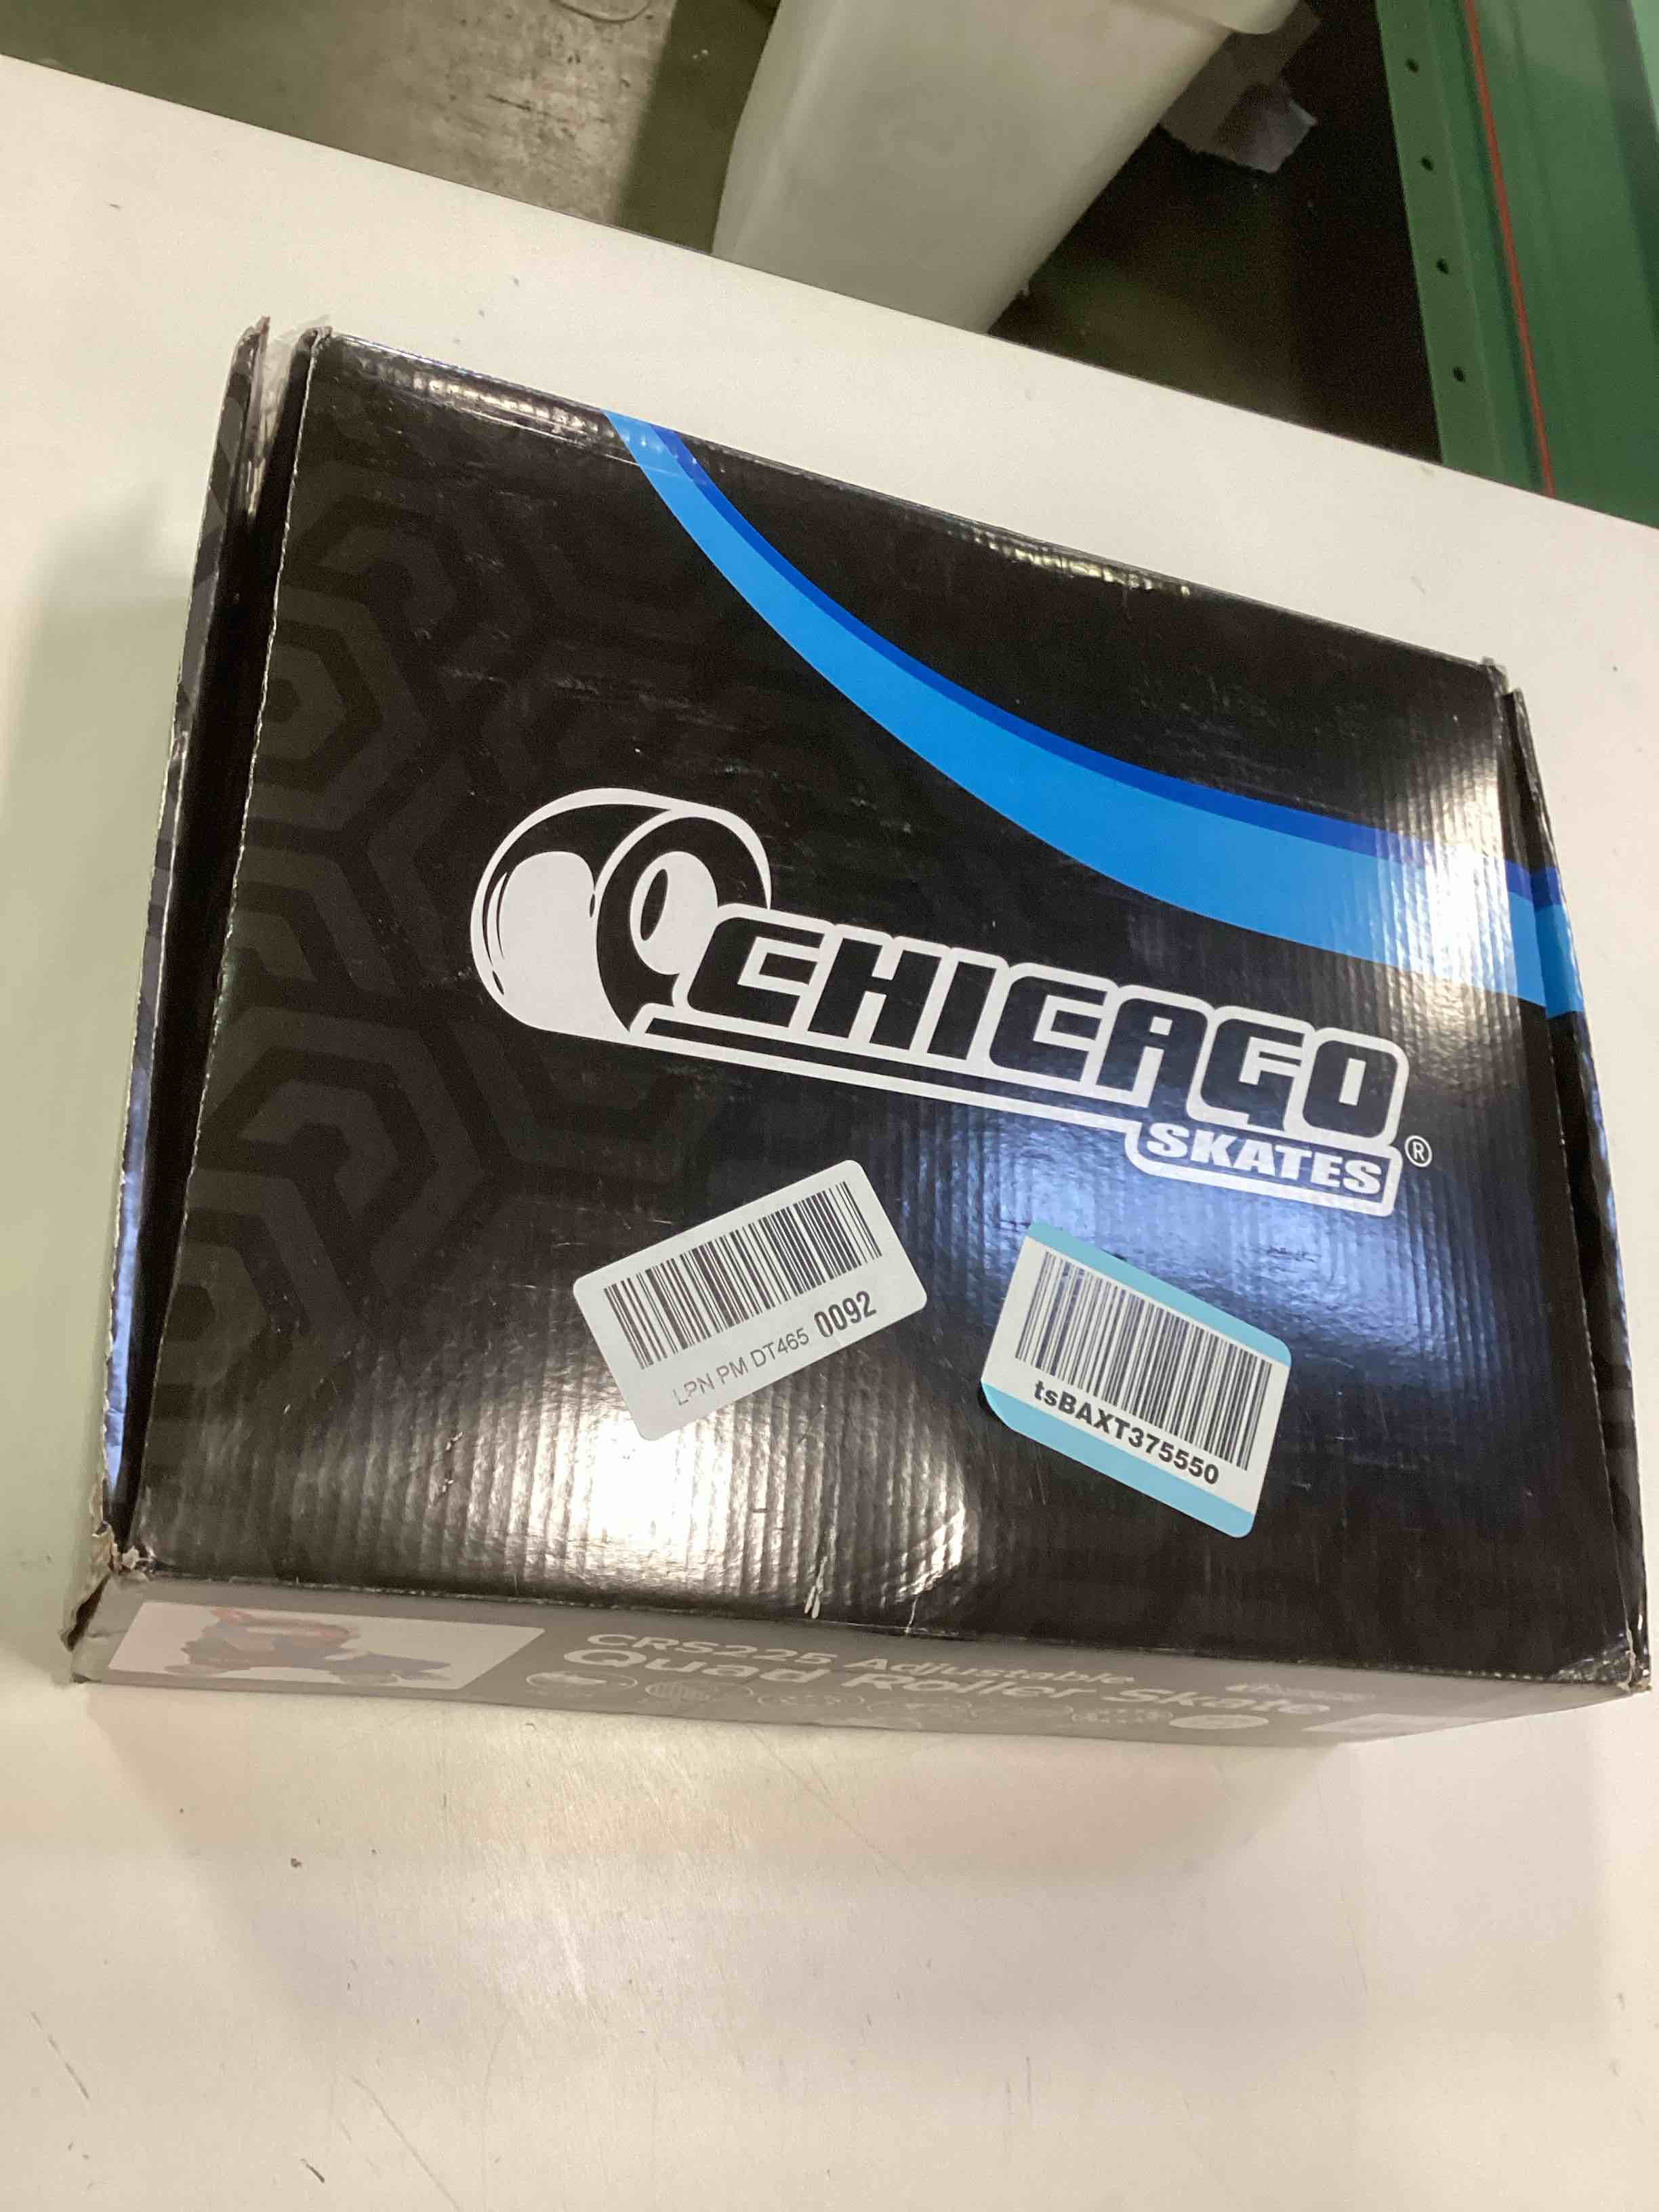 CHICAGO
SKATES®
LPN PM DT465 0092
tsBAXT375550
CRS225 Adjustable
Quad Roller Skate